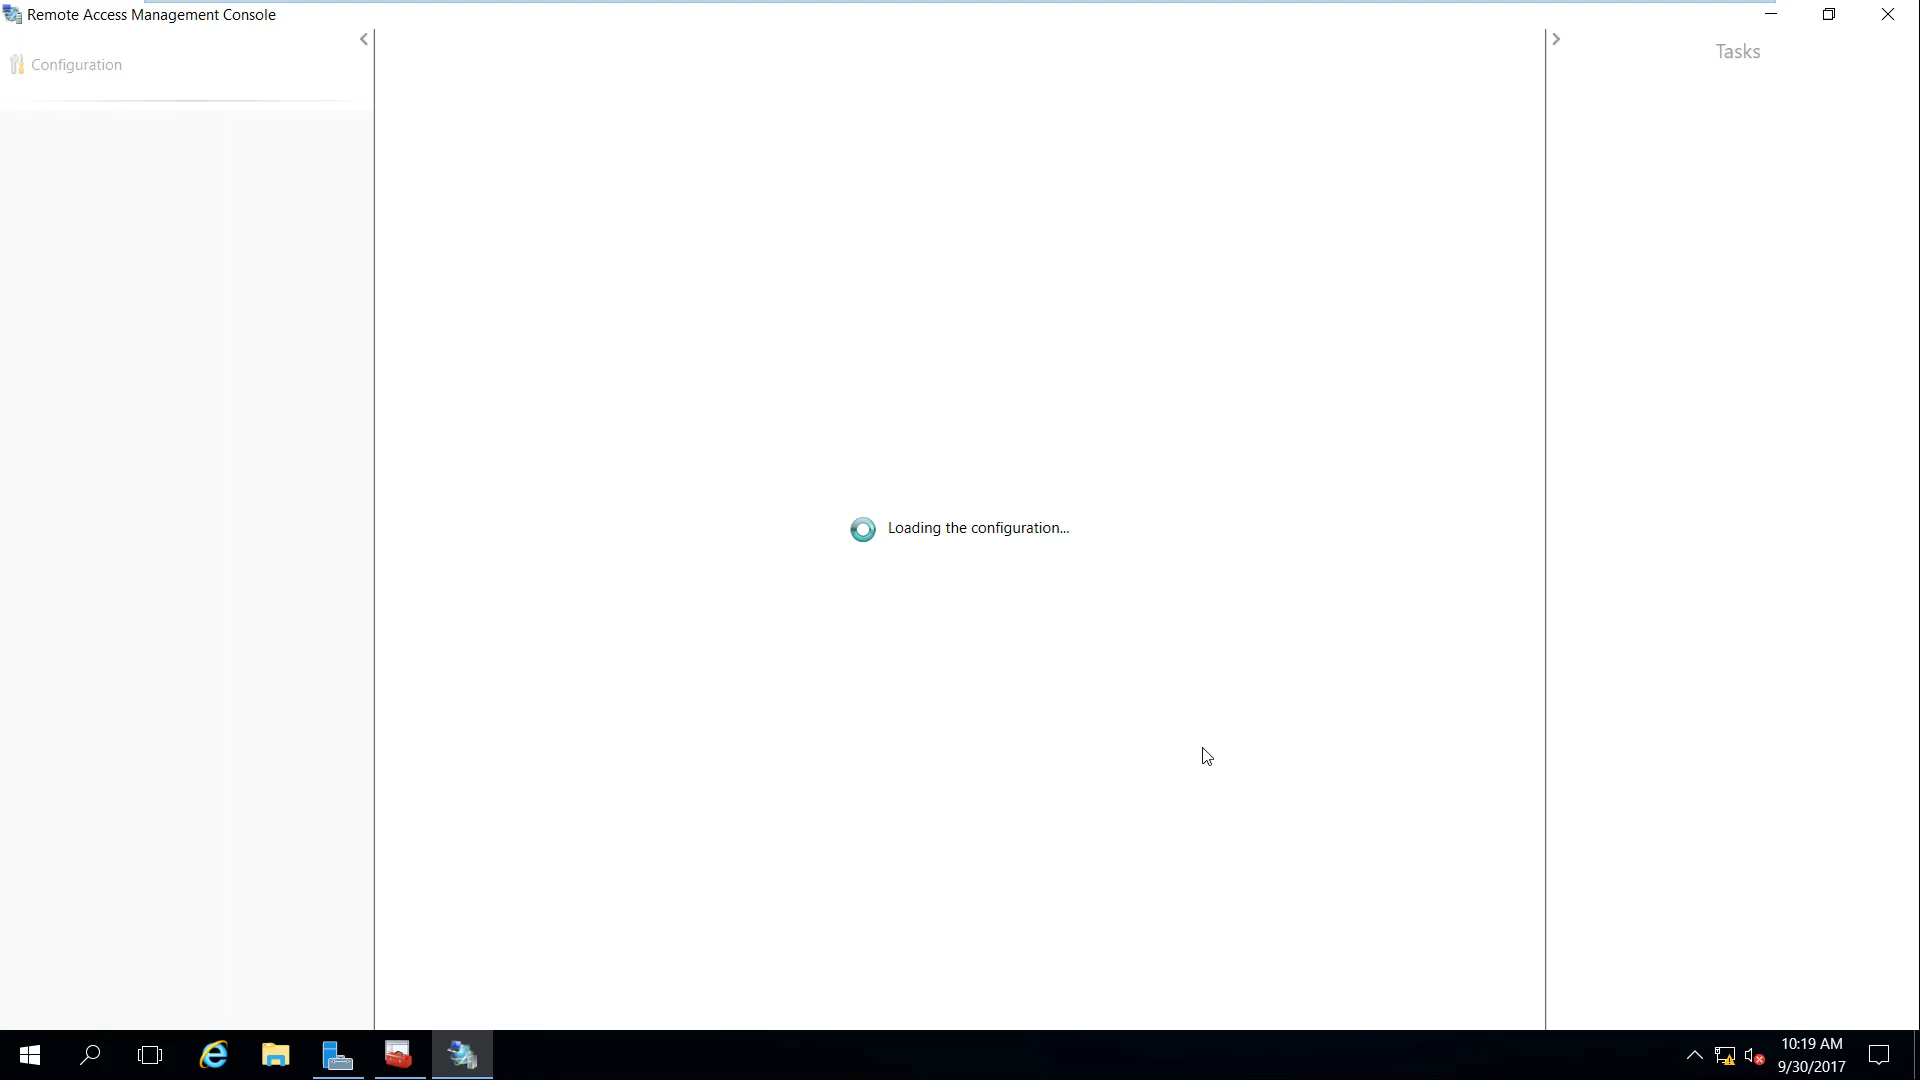 Remote Access Management Console
Configuration
Tasks
Loading the configuration...
10:19 AM
9/30/2017